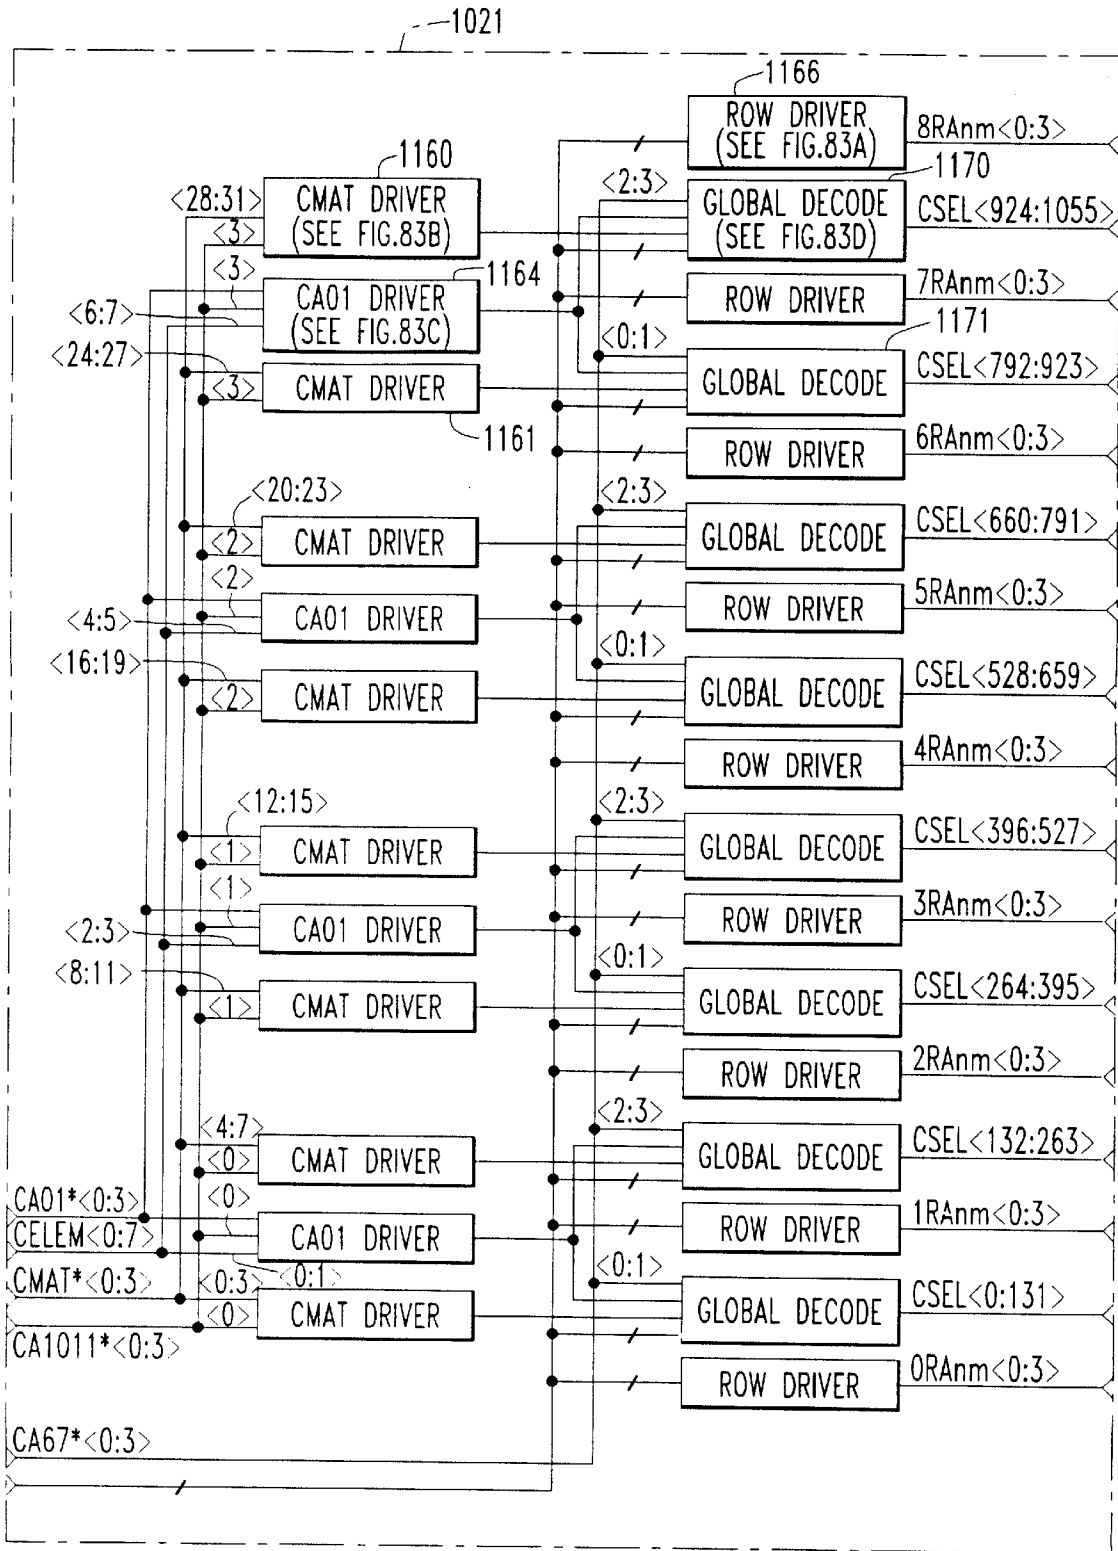 1021
1166
ROW DRIVER
(SEE FIG.83A)
8RAnm<0:3>
1160
1170
<28:31>
<3>
CMAT DRIVER
(SEE FIG.83B)
<2:3>
GLOBAL DECODE
(SEE FIG.83D)
CSEL<924:1055>
<3>
1164
CA01 DRIVER
(SEE FIG.83C)
ROW DRIVER
7RAnm<0:3>
<6:7>
<0:1>
1171
<24:27>
<3>
CMAT DRIVER
GLOBAL DECODE
CSEL<792:923>
1161
ROW DRIVER
6RAnm<0:3>
<20:23>
<2>
CMAT DRIVER
<2:3>
GLOBAL DECODE
CSEL<660:791>
<2>
CA01 DRIVER
ROW DRIVER
5RAnm<0:3>
<4:5>
<0:1>
<16:19>
<2>
CMAT DRIVER
GLOBAL DECODE
CSEL<528:659>
ROW DRIVER
4RAnm<0:3>
<12:15>
<1>
CMAT DRIVER
<2:3>
GLOBAL DECODE
CSEL<396:527>
<1>
CA01 DRIVER
ROW DRIVER
3RAnm<0:3>
<2:3>
<0:1>
<8:11>
<1>
CMAT DRIVER
GLOBAL DECODE
CSEL<264:395>
ROW DRIVER
2RAnm<0:3>
<4:7>
<0>
CMAT DRIVER
<2:3>
GLOBAL DECODE
CSEL<132:263>
CA01*<0:3>
<0>
CA01 DRIVER
ROW DRIVER
1RAnm<0:3>
CELEM<0:7>
<0:1>
CMAT*<0:3>
<0:3>
<0>
CMAT DRIVER
<0:1>
GLOBAL DECODE
CSEL<0:131>
CA1011*<0:3>
ROW DRIVER
0RAnm<0:3>
CA67*<0:3>